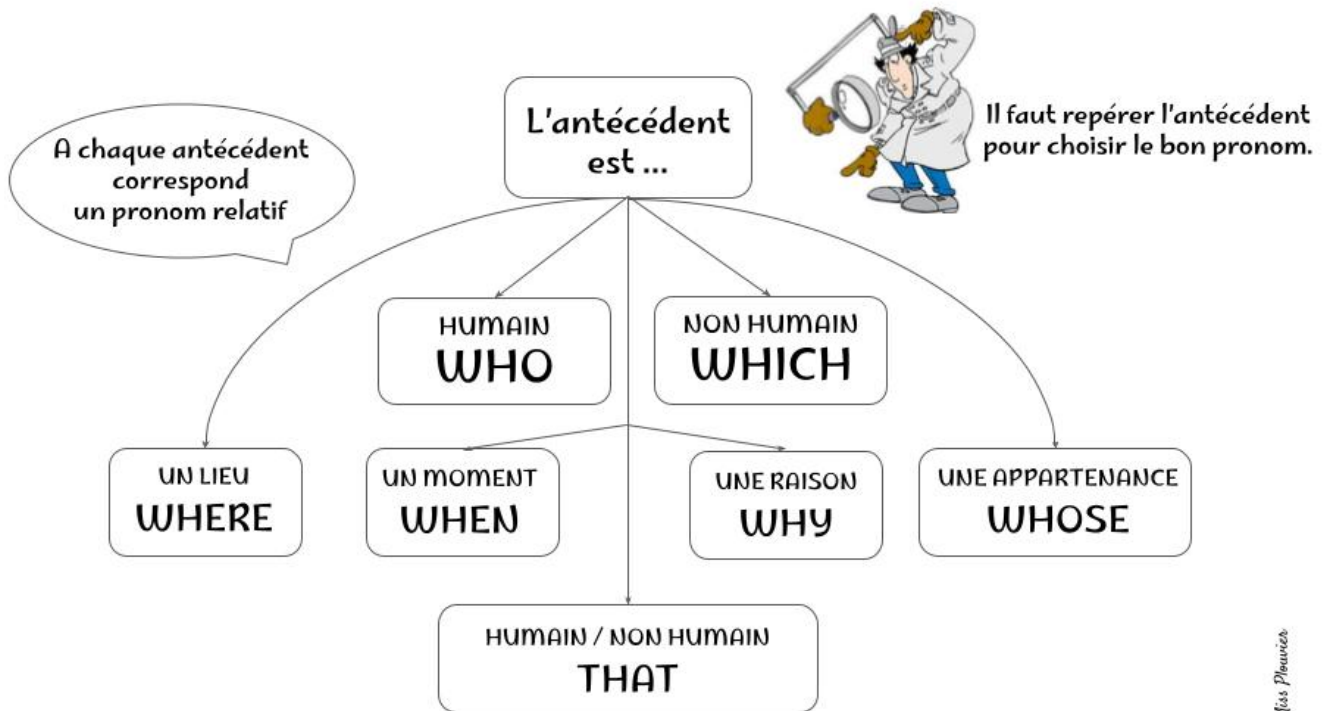 L'antécédent
est ...
A chaque antécédent
correspond
un pronom relatif
Il faut repérer l'antécédent
pour choisir le bon pronom.
HUMAIN
WHO
NON HUMAIN
WHICH
UN LIEU
WHERE
UN MOMENT
WHEN
UNE RAISON
WHY
UNE APPARTENANCE
WHOSE
HUMAIN / NON HUMAIN
THAT
Miss Plouvier